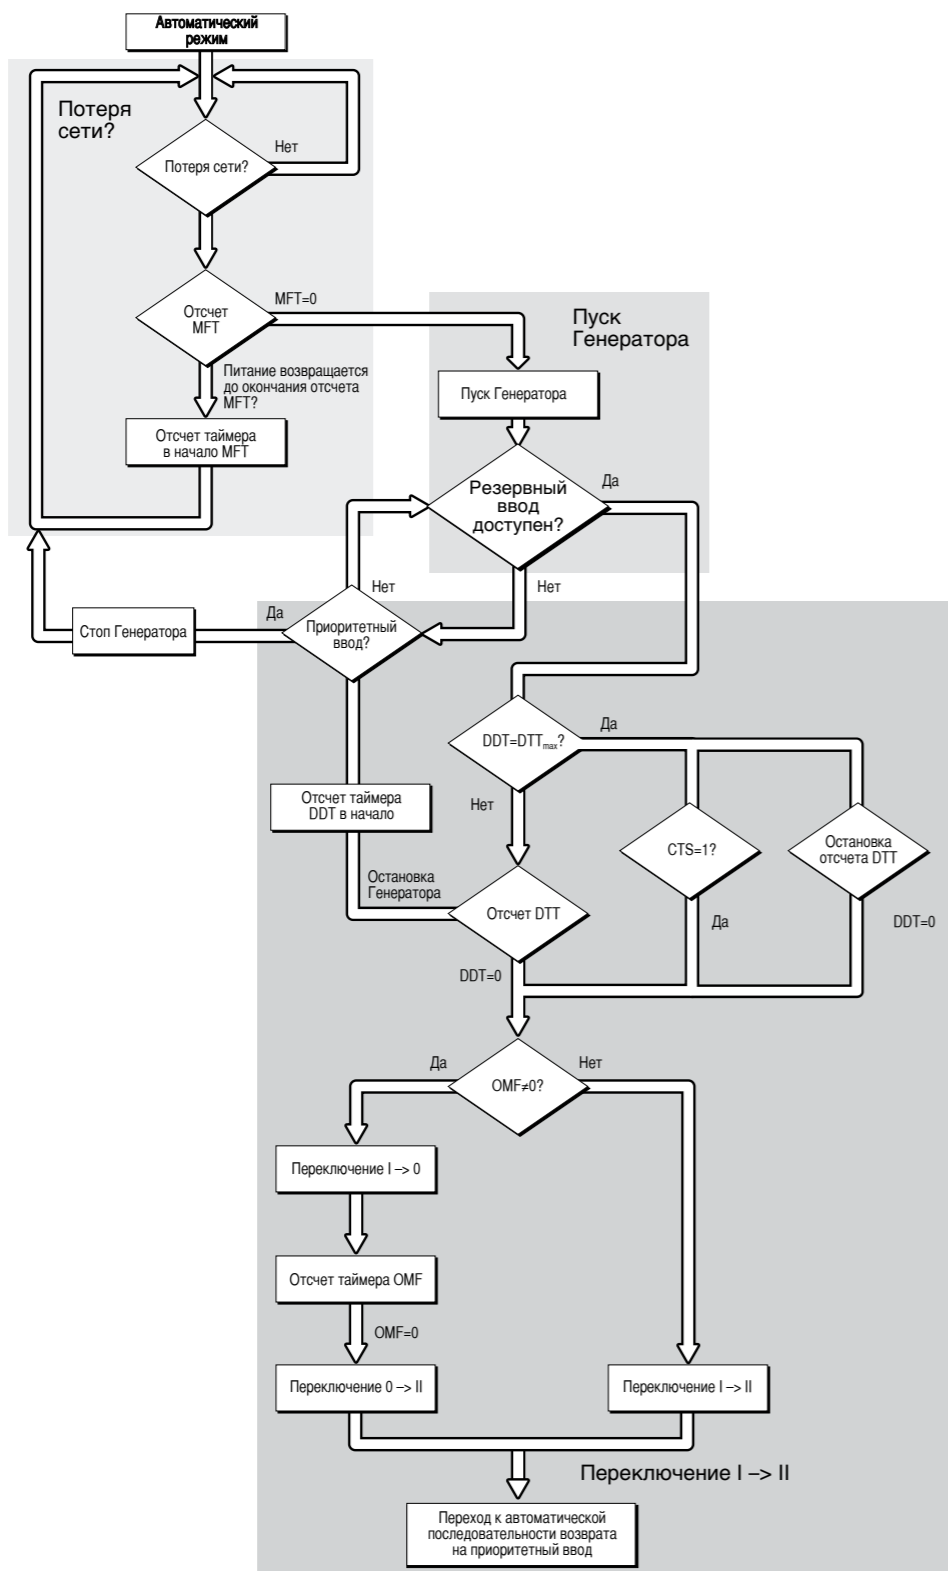 Автоматический
режим
Потеря
сети?
Потеря сети?
Нет
Отсчет
MFT
MFT=0
Питание возвращается
до окончания отсчета
MFT?
Отсчет таймера
в начало MFT
Пуск
Генератора
Пуск Генератора
Резервный
ввод
доступен?
Да
Нет
Нет
Да
Приоритетный
ввод?
Стоп Генератора
DDT=DTTmax?
Да
Нет
Отсчет таймера
DDT в начало
CTS=1?
Остановка
отсчета DTT
Остановка
Генератора
Отсчет DTT
Да
DDT=0
DDT=0
OMF≠0?
Да
Нет
Переключение I –> 0
Отсчет таймера OMF
OMF=0
Переключение 0 –> II
Переключение I –> II
Переключение I –> II
Переход к автоматической
последовательности возврата
на приоритетный ввод